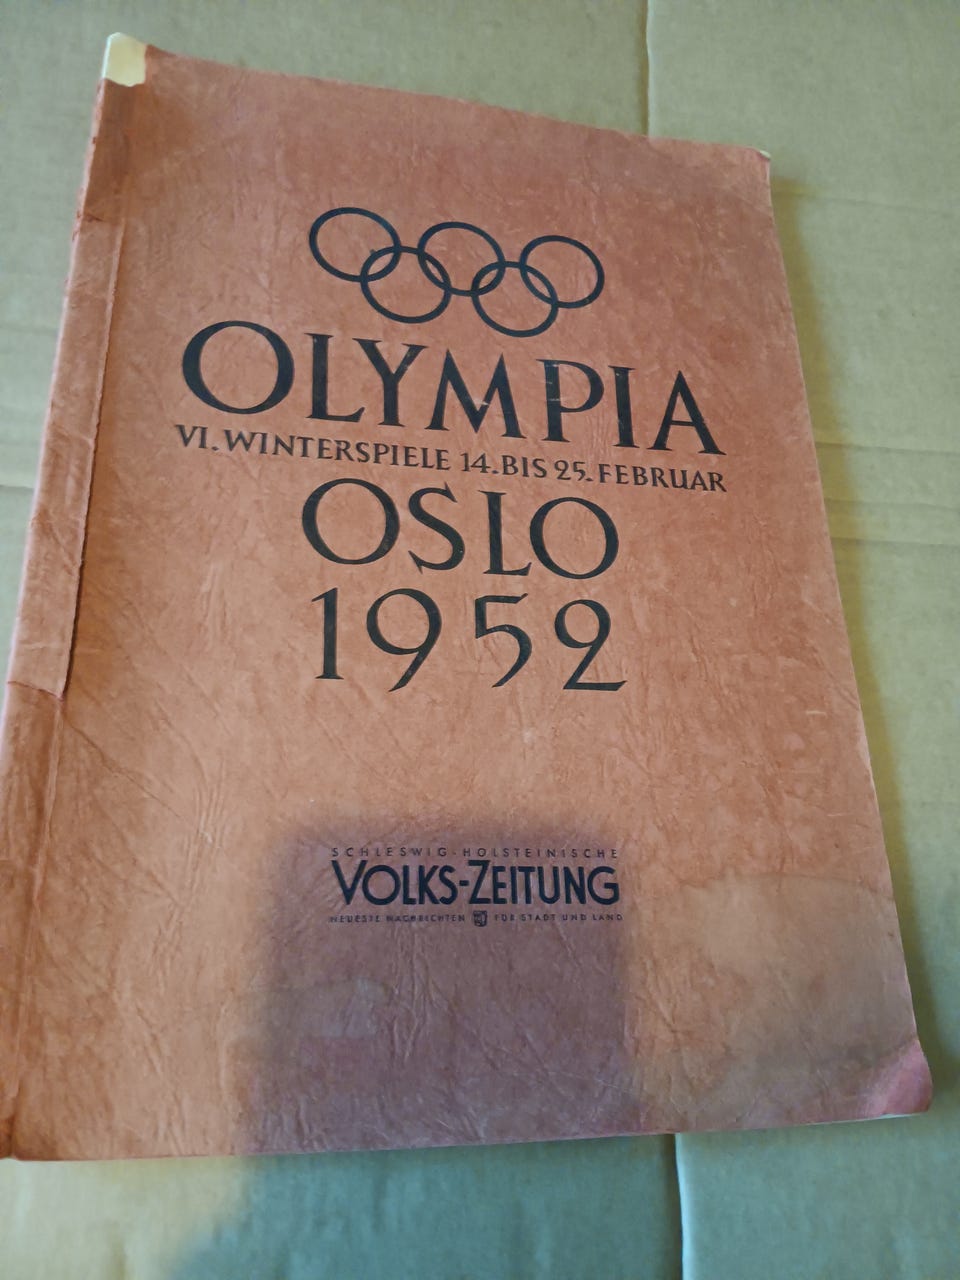 OLYMPIA
VI. WINTERSPIELE 14. BIS 25. FEBRUAR
OSLO
1952
SCHLESWIG-HOLSTEINISCHE
VOLKS-ZEITUNG
NEUESTE NACHRICHTEN FÜR STADT UND LAND